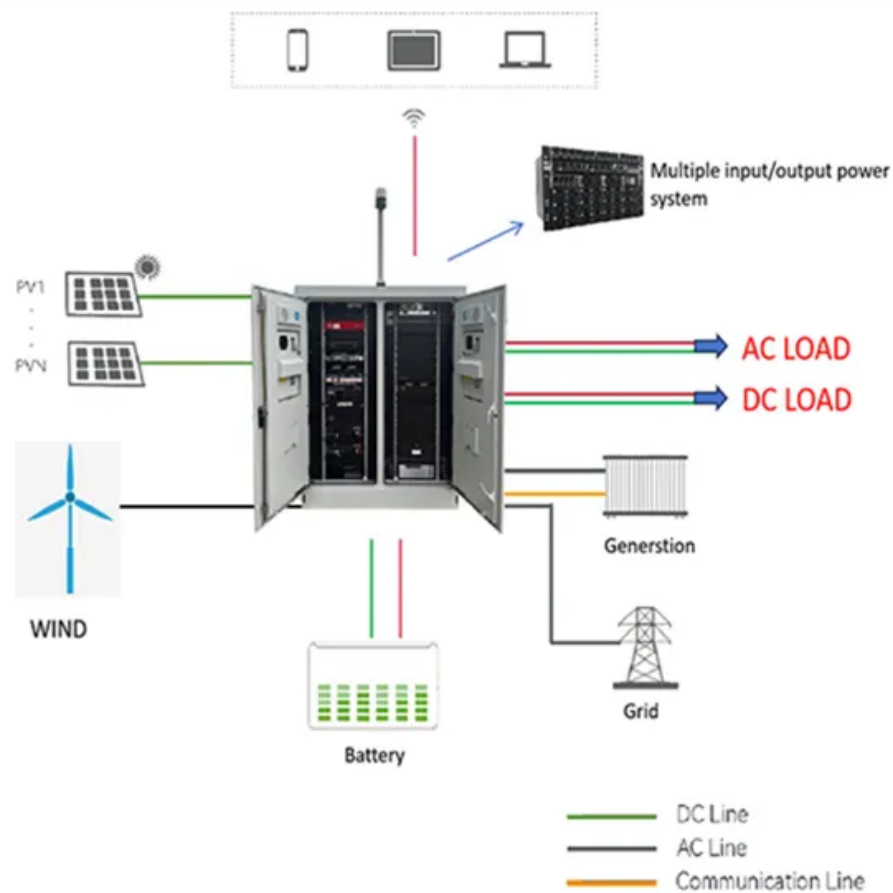 Multiple input/output power
system
PV1
PVN
AC LOAD
DC LOAD
Generstion
WIND
Grid
Battery
DC Line
AC Line
Communication Line